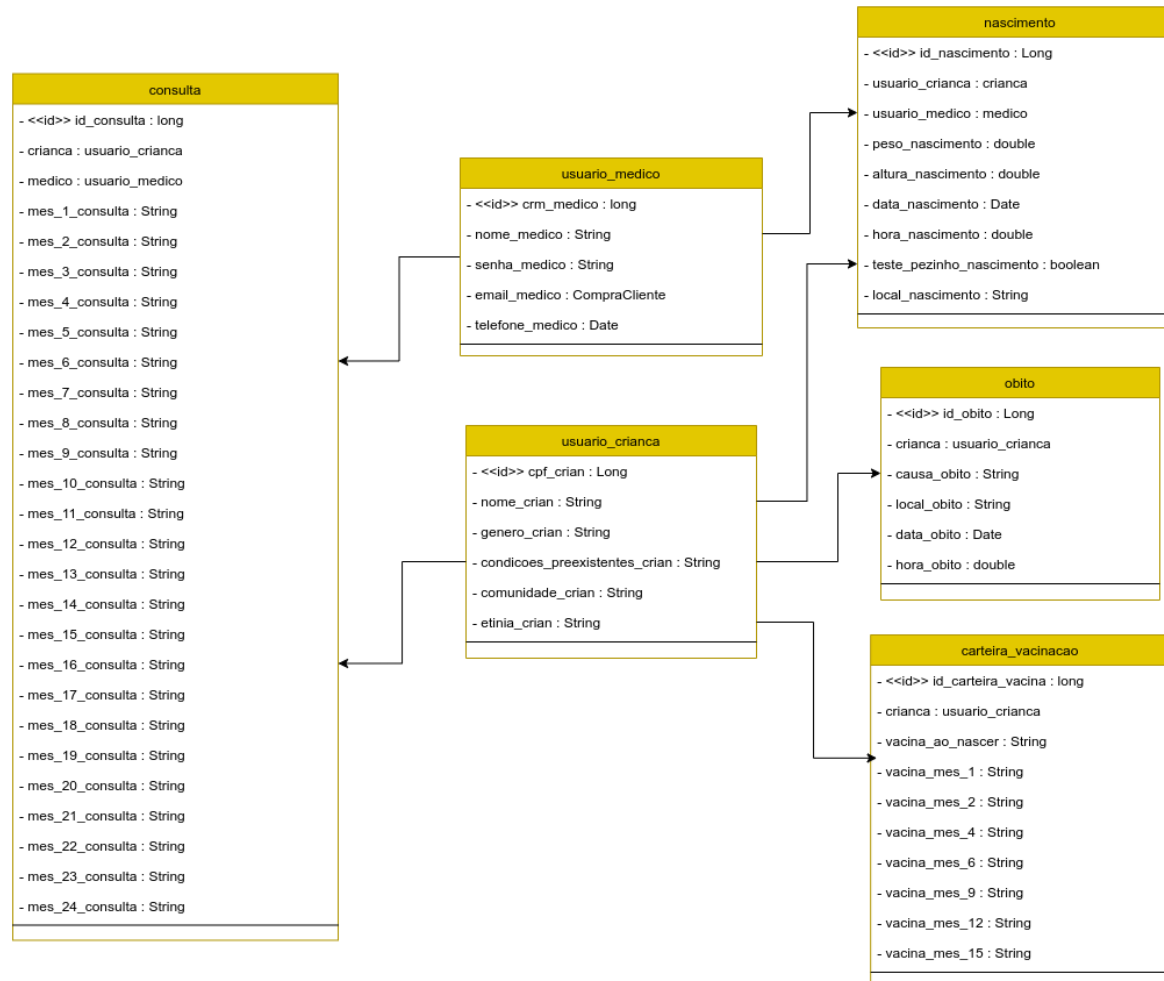 consulta
- <<id>> id_consulta : long
- crianca : usuario_crianca
- medico : usuario_medico
- mes_1_consulta : String
- mes_2_consulta : String
- mes_3_consulta : String
- mes_4_consulta : String
- mes_5_consulta : String
- mes_6_consulta : String
- mes_7_consulta : String
- mes_8_consulta : String
- mes_9_consulta : String
- mes_10_consulta : String
- mes_11_consulta : String
- mes_12_consulta : String
- mes_13_consulta : String
- mes_14_consulta : String
- mes_15_consulta : String
- mes_16_consulta : String
- mes_17_consulta : String
- mes_18_consulta : String
- mes_19_consulta : String
- mes_20_consulta : String
- mes_21_consulta : String
- mes_22_consulta : String
- mes_23_consulta : String
- mes_24_consulta : String
usuario_medico
- <<id>> crm_medico : long
- nome_medico : String
- senha_medico : String
- email_medico : CompraCliente
- telefone_medico : Date
usuario_crianca
- <<id>> cpf_crian : Long
- nome_crian : String
- genero_crian : String
- condicoes_preexistentes_crian : String
- comunidade_crian : String
- etinia_crian : String
nascimento
- <<id>> id_nascimento : Long
- usuario_crianca : crianca
- usuario_medico : medico
- peso_nascimento : double
- altura_nascimento : double
- data_nascimento : Date
- hora_nascimento : double
- teste_pezinho_nascimento : boolean
- local_nascimento : String
obito
- <<id>> id_obito : Long
- crianca : usuario_crianca
- causa_obito : String
- local_obito : String
- data_obito : Date
- hora_obito : double
carteira_vacinacao
- <<id>> id_carteira_vacina : long
- crianca : usuario_crianca
- vacina_ao_nascer : String
- vacina_mes_1 : String
- vacina_mes_2 : String
- vacina_mes_4 : String
- vacina_mes_6 : String
- vacina_mes_9 : String
- vacina_mes_12 : String
- vacina_mes_15 : String